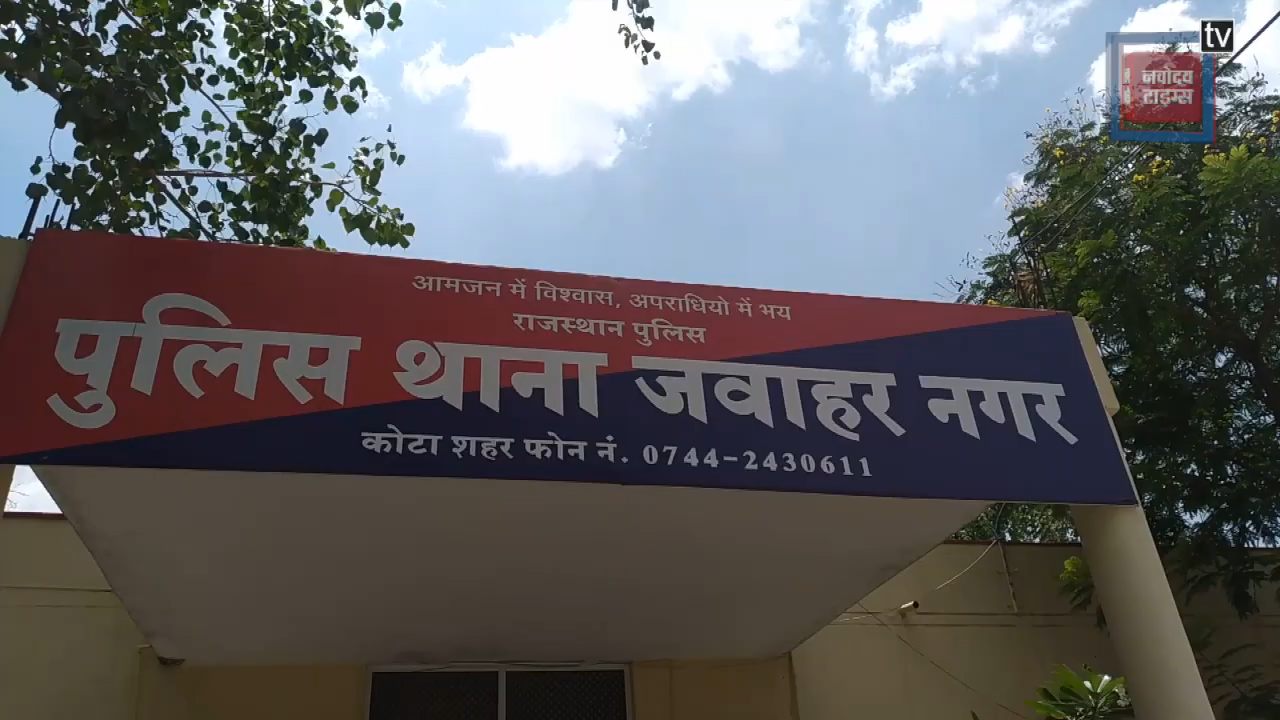 tv
नवोदय
टाइम्स
आमजन में विश्वास, अपराधियो में भय
राजस्थान पुलिस
पुलिस थाना जवाहर नगर
कोटा शहर फोन नं. 0744-2430611